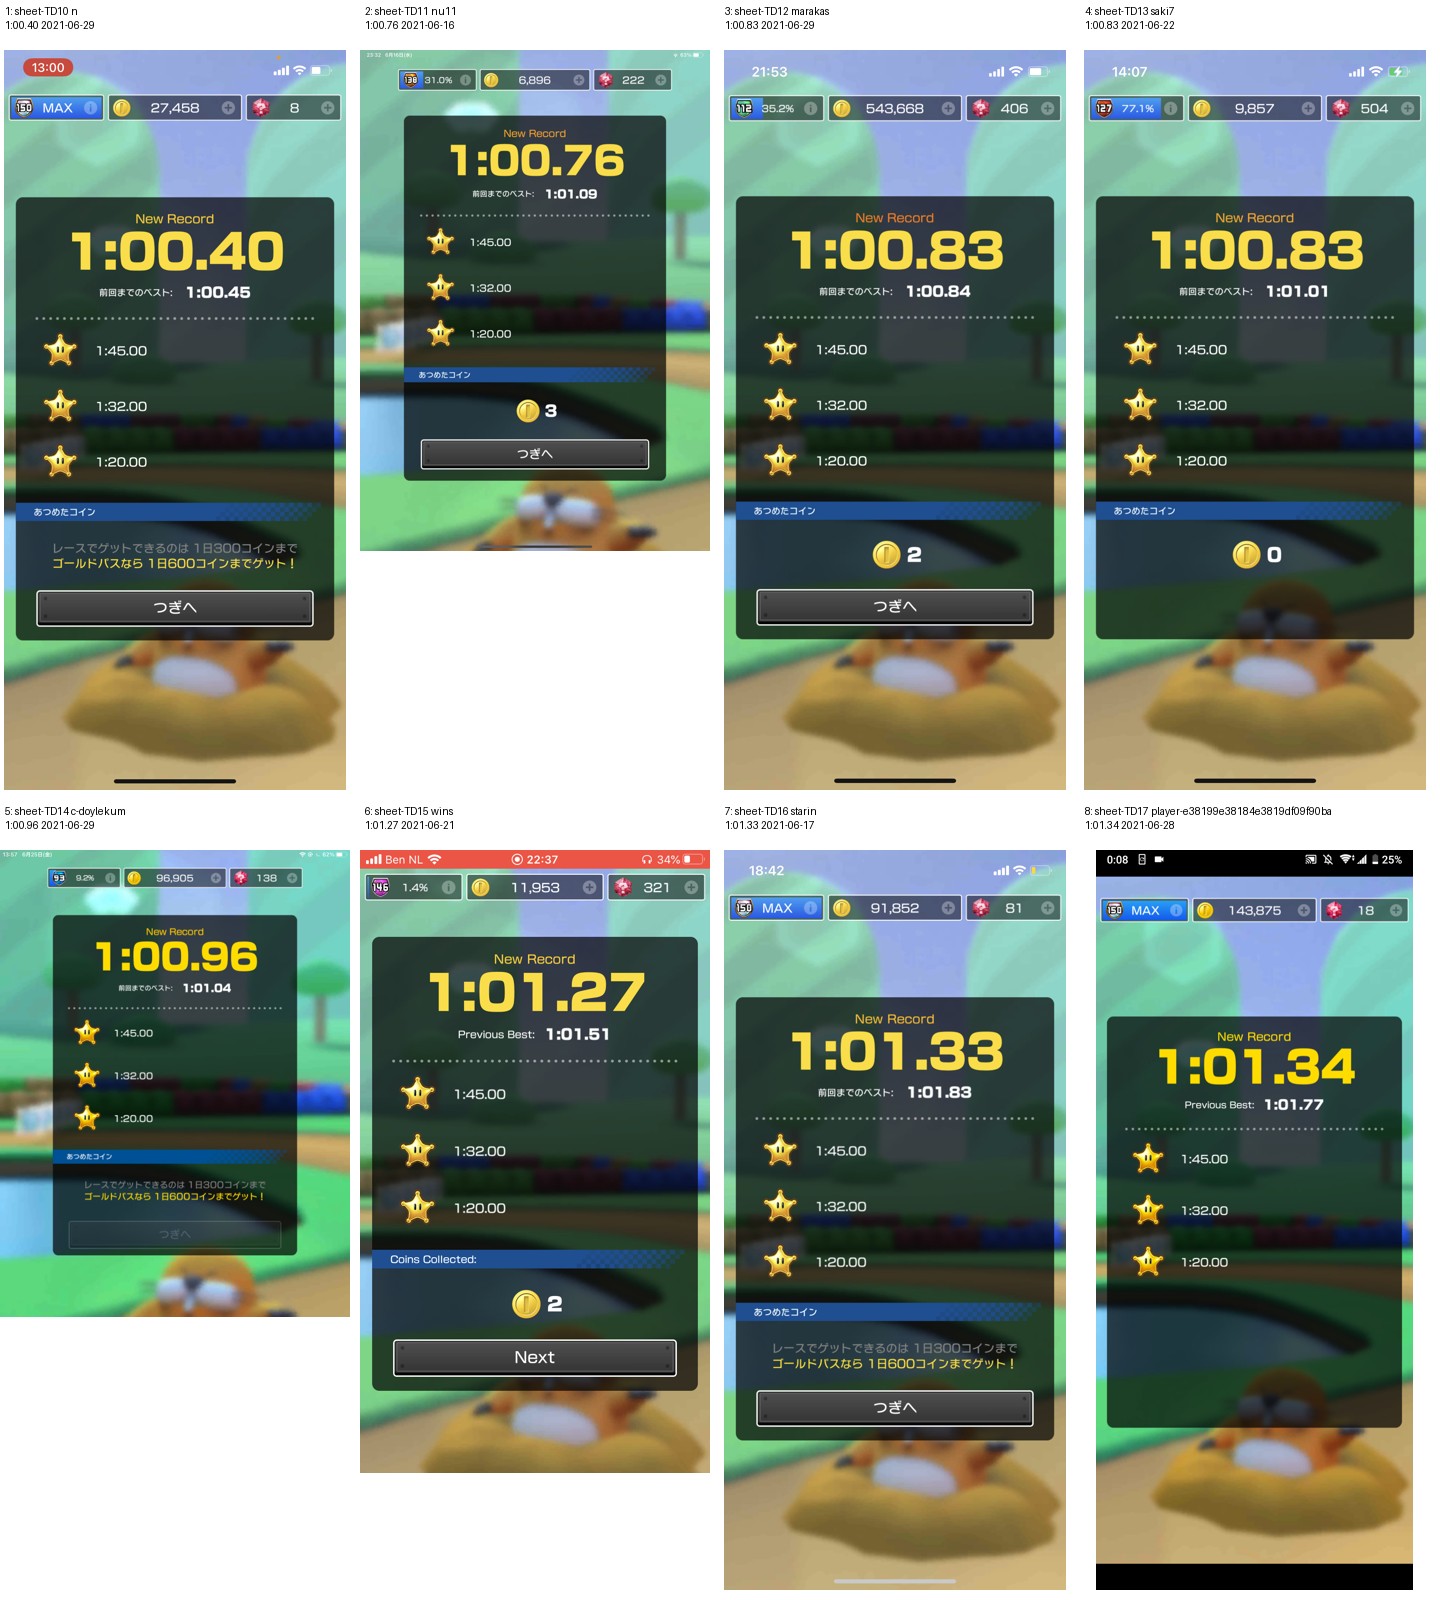 1: sheet-TD10 n
1:00.40 2021-06-29
13:00
150 MAX 27,458 8
New Record
1:00.40
前回までのベスト: 1:00.45
1:45.00
1:32.00
1:20.00
あつめたコイン
レースでゲットできるのは 1日300コインまで
ゴールドパスなら 1日600コインまでゲット!
つぎへ
2: sheet-TD11 nu11
1:00.76 2021-06-16
138 31.0% 6,896 222
New Record
1:00.76
前回までのベスト: 1:01.09
1:45.00
1:32.00
1:20.00
あつめたコイン
3
つぎへ
3: sheet-TD12 marakas
1:00.83 2021-06-29
21:53
112 35.2% 543,668 406
New Record
1:00.83
前回までのベスト: 1:00.84
1:45.00
1:32.00
1:20.00
あつめたコイン
2
つぎへ
4: sheet-TD13 saki7
1:00.83 2021-06-22
14:07
127 77.1% 9,857 504
New Record
1:00.83
前回までのベスト: 1:01.01
1:45.00
1:32.00
1:20.00
あつめたコイン
0
5: sheet-TD14 c-doylekum
1:00.96 2021-06-29
93 9.2% 96,905 138
New Record
1:00.96
前回までのベスト: 1:01.04
1:45.00
1:32.00
1:20.00
あつめたコイン
レースでゲットできるのは 1日300コインまで
ゴールドパスなら 1日600コインまでゲット!
つぎへ
6: sheet-TD15 wins
1:01.27 2021-06-21
Ben NL 22:37 34%
146 1.4% 11,953 321
New Record
1:01.27
Previous Best: 1:01.51
1:45.00
1:32.00
1:20.00
Coins Collected:
2
Next
7: sheet-TD16 starin
1:01.33 2021-06-17
18:42
150 MAX 91,852 81
New Record
1:01.33
前回までのベスト: 1:01.83
1:45.00
1:32.00
1:20.00
あつめたコイン
レースでゲットできるのは 1日300コインまで
ゴールドパスなら 1日600コインまでゲット!
つぎへ
8: sheet-TD17 player-e38199e38184e3819df09f90ba
1:01.34 2021-06-28
0:08 25%
150 MAX 143,875 18
New Record
1:01.34
Previous Best: 1:01.77
1:45.00
1:32.00
1:20.00